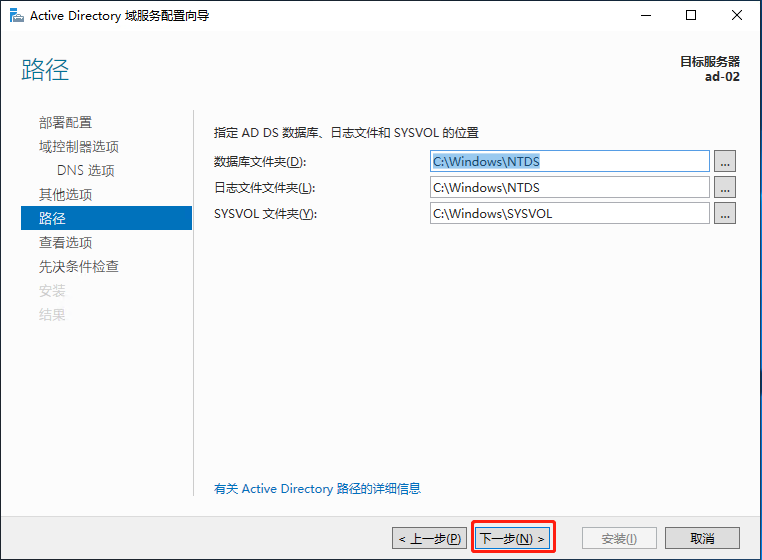 Active Directory 域服务配置向导
路径
目标服务器
ad-02
部署配置
域控制器选项
DNS 选项
其他选项
路径
查看选项
先决条件检查
安装
结果
指定 AD DS 数据库、日志文件和 SYSVOL 的位置
数据库文件夹(D): C:\Windows\NTDS ...
日志文件文件夹(L): C:\Windows\NTDS ...
SYSVOL 文件夹(Y): C:\Windows\SYSVOL ...
有关 Active Directory 路径的详细信息
< 上一步(P) 下一步(N) > 安装(I) 取消